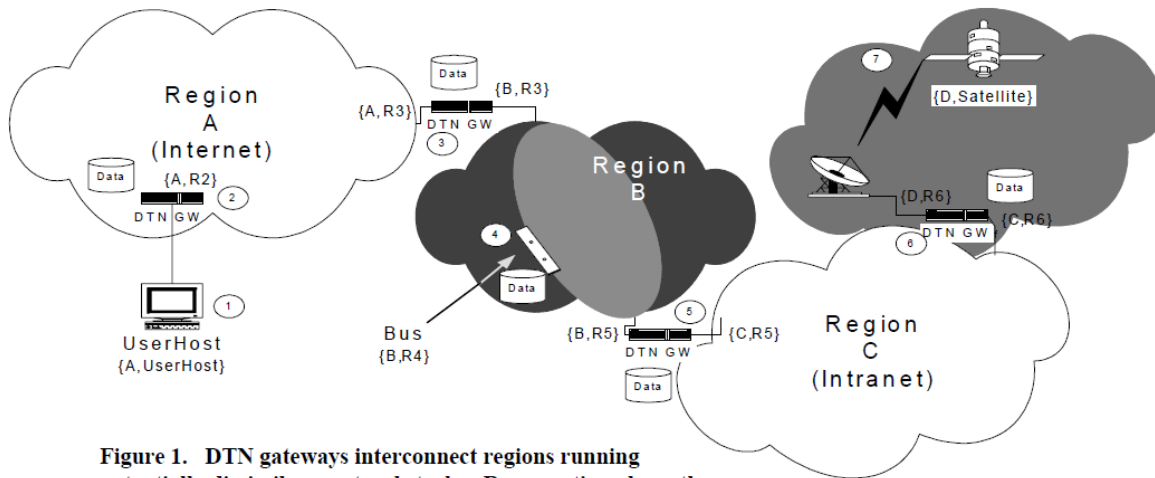 Region
A
(Internet)
Data
{A,R2}
2
DTN GW
1
UserHost
{A,UserHost}
Data
{A,R3}
{B,R3}
DTN GW
3
Region
B
4
Data
Bus
{B,R4}
5
{B,R5}
{C,R5}
DTN GW
Data
7
{D,Satellite}
Data
{D,R6}
{C,R6}
DTN GW
6
Region
C
(Intranet)
Figure 1. DTN gateways interconnect regions running